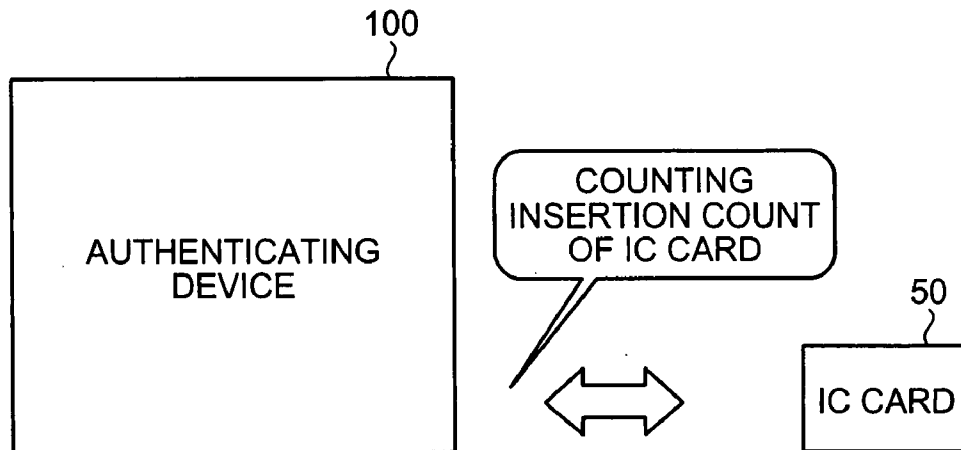 100
COUNTING
INSERTION COUNT
OF IC CARD
AUTHENTICATING
DEVICE
50
IC CARD